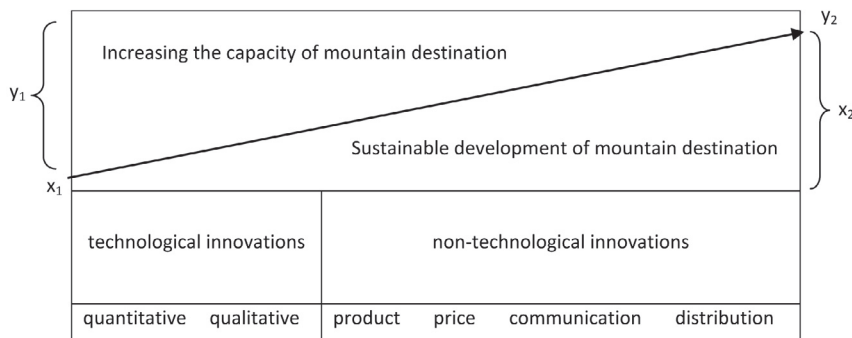 y₂
Increasing the capacity of mountain destination
y₁
x₂
Sustainable development of mountain destination
x₁
technological innovations non-technological innovations
quantitative qualitative product price communication distribution